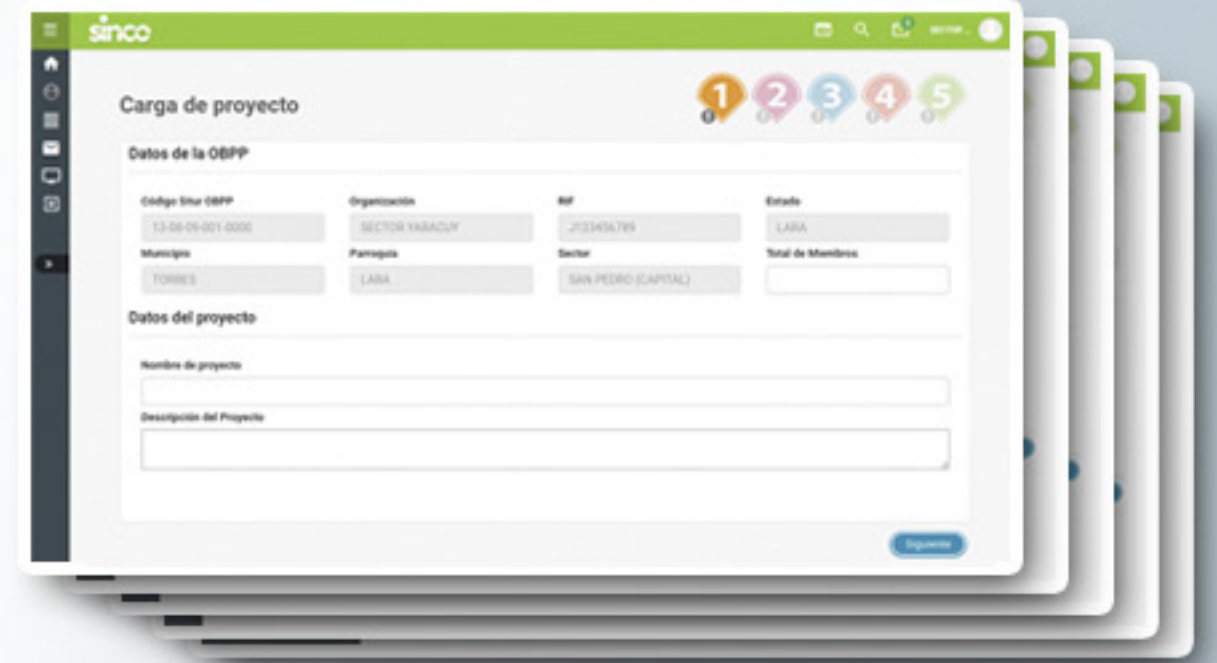 sinco
Carga de proyecto
1 2 3 4 5
Datos de la OBPP
Código Situr OBPP Organización RIF Estado
13-08-09-001-0000 SECTOR YARACUY J123456789 LARA
Municipio Parroquia Sector Total de Miembros
TORRES LARA SAN PEDRO (CAPITAL)
Datos del proyecto
Nombre de proyecto
Descripción del Proyecto
Siguiente